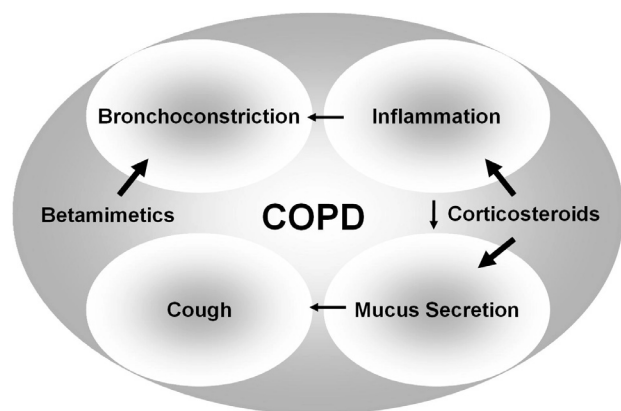 Bronchoconstriction
Inflammation
Betamimetics
COPD
Corticosteroids
Cough
Mucus Secretion